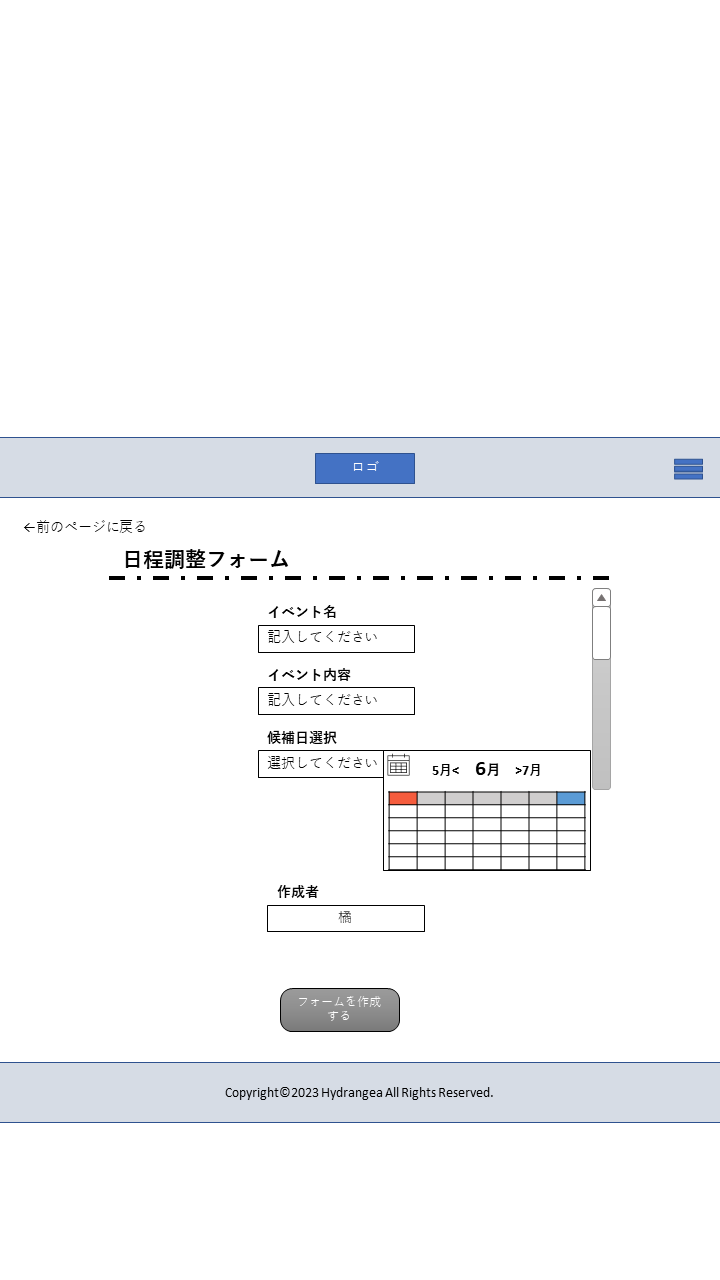 ロゴ
←前のページに戻る
日程調整フォーム
イベント名
記入してください
イベント内容
記入してください
候補日選択
選択してください
5月< 6月 >7月
作成者
橘
フォームを作成
する
Copyright©2023 Hydrangea All Rights Reserved.